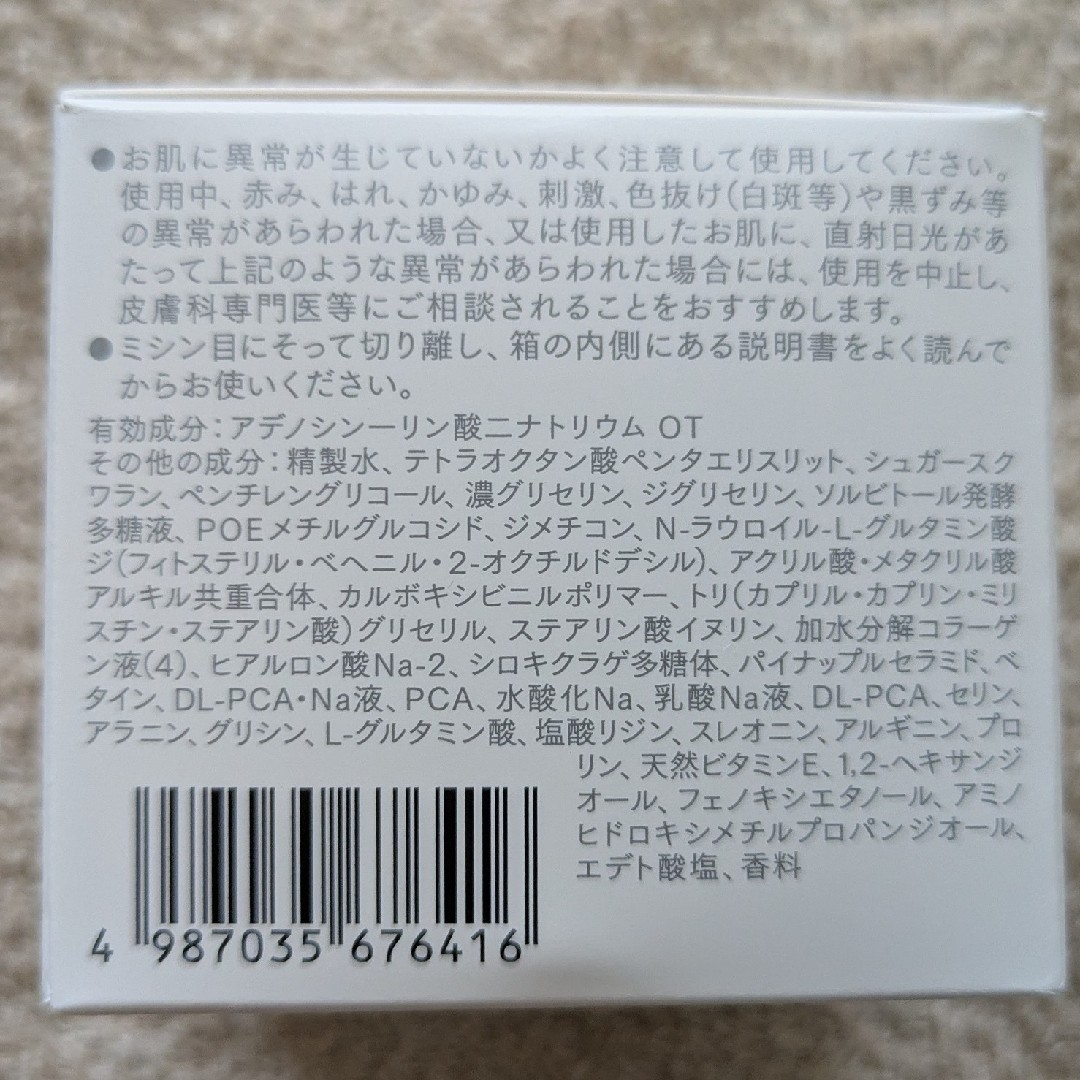 ●お肌に異常が生じていないかよく注意して使用してください。
使用中、赤み、はれ、かゆみ、刺激、色抜け(白斑等)や黒ずみ等
の異常があらわれた場合、又は使用したお肌に、直射日光があ
たって上記のような異常があらわれた場合には、使用を中止し、
皮膚科専門医等にご相談されることをおすすめします。
●ミシン目にそって切り離し、箱の内側にある説明書をよく読んで
からお使いください。
有効成分：アデノシン一リン酸二ナトリウム OT
その他の成分：精製水、テトラオクタン酸ペンタエリスリット、シュガースク
ワラン、ペンチレングリコール、濃グリセリン、ジグリセリン、ソルビトール発酵
多糖液、POEメチルグルコシド、ジメチコン、N-ラウロイル-L-グルタミン酸
ジ(フィトステリル・ベヘニル・2-オクチルドデシル)、アクリル酸・メタクリル酸
アルキル共重合体、カルボキシビニルポリマー、トリ(カプリル・カプリン・ミリ
スチン・ステアリン酸)グリセリル、ステアリン酸イヌリン、加水分解コラーゲ
ン液(4)、ヒアルロン酸Na-2、シロキクラゲ多糖体、パイナップルセラミド、ベ
タイン、DL-PCA・Na液、PCA、水酸化Na、乳酸Na液、DL-PCA、セリン、
アラニン、グリシン、L-グルタミン酸、塩酸リジン、スレオニン、アルギニン、プロ
リン、天然ビタミンE、1,2-ヘキサンジ
オール、フェノキシエタノール、アミノ
ヒドロキシメチルプロパンジオール、
エデト酸塩、香料
4 987035 676416